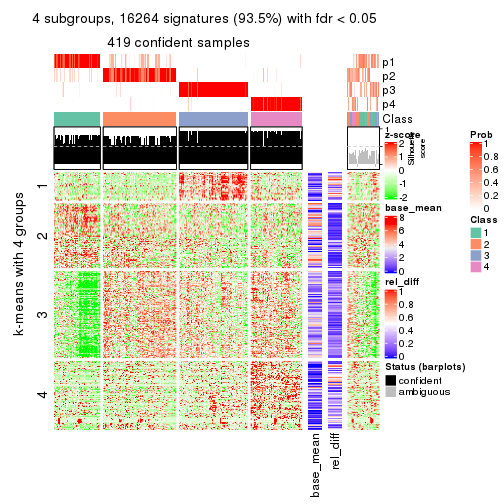 4 subgroups, 16264 signatures (93.5%) with fdr < 0.05
419 confident samples
p1
p2
p3
p4
Class
1
Silhouette
score
k-means with 4 groups
1
2
3
4
base_mean
rel_diff
z-score
2
1
0
-1
-2
base_mean
8
6
4
2
0
rel_diff
1
0.8
0.6
0.4
0.2
0
Status (barplots)
confident
ambiguous
Prob
1
0.8
0.6
0.4
0.2
0
Class
1
2
3
4